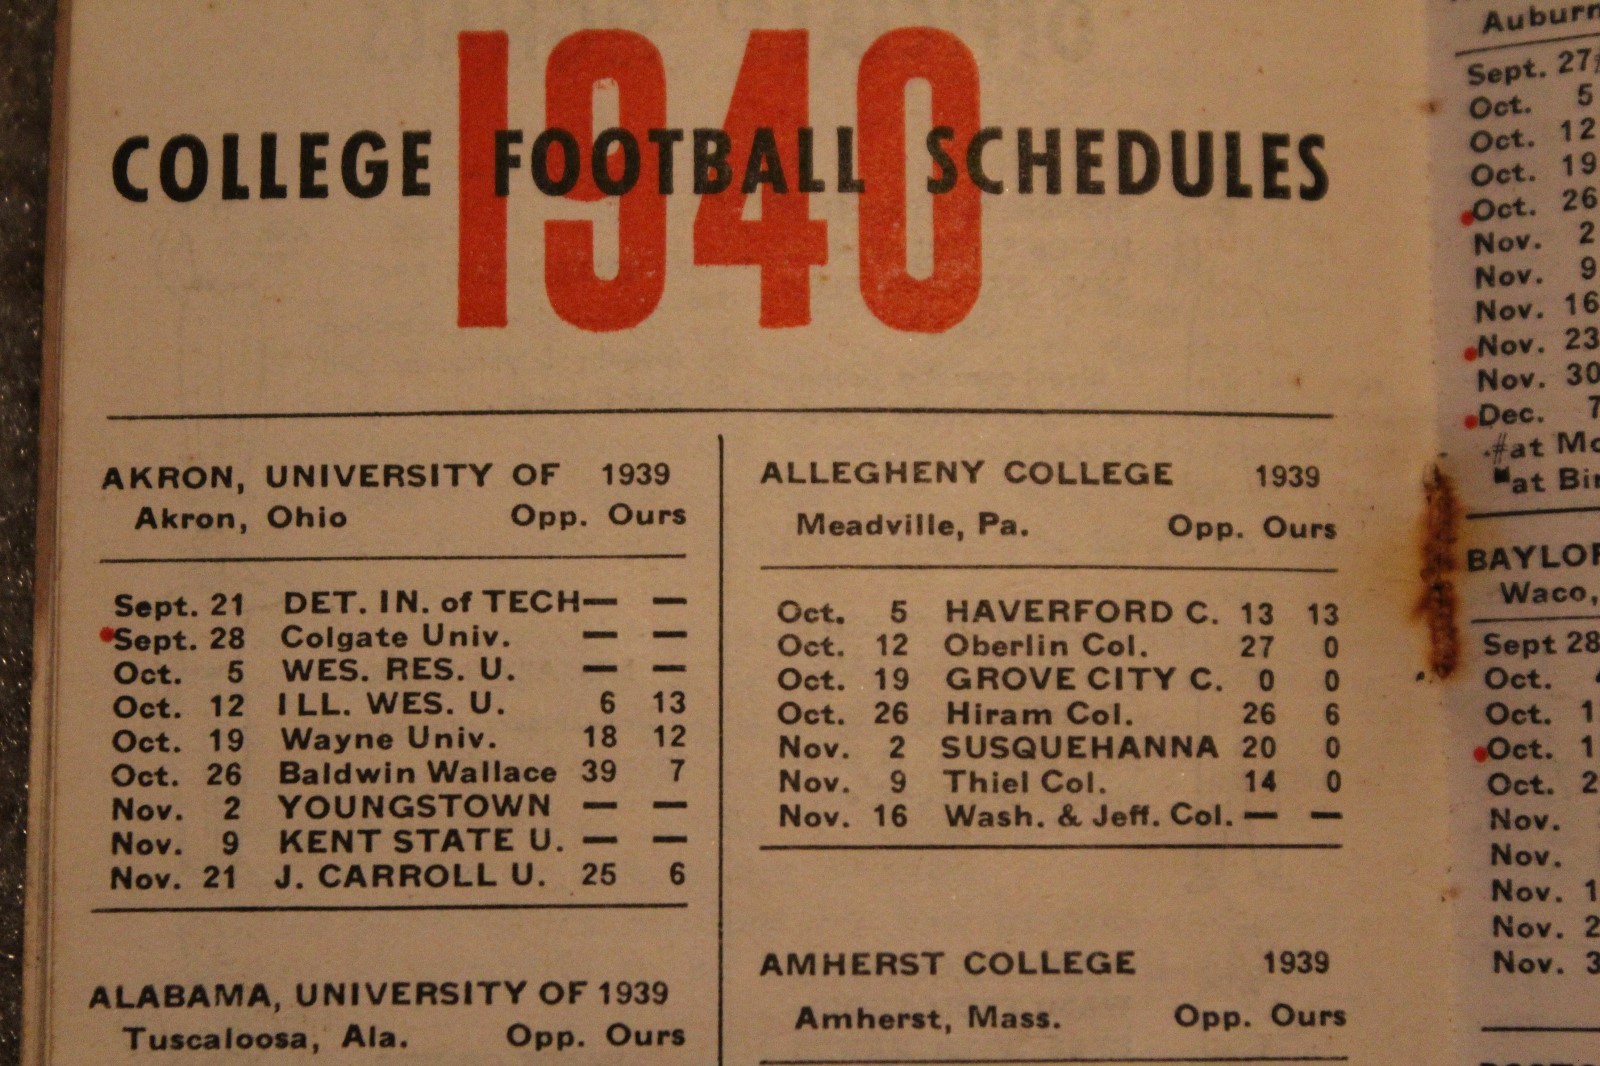 1940
COLLEGE FOOTBALL SCHEDULES
AKRON, UNIVERSITY OF 1939
Akron, Ohio Opp. Ours
Sept. 21 DET. IN. of TECH— —
Sept. 28 Colgate Univ. — —
Oct. 5 WES. RES. U. — —
Oct. 12 ILL. WES. U. 6 13
Oct. 19 Wayne Univ. 18 12
Oct. 26 Baldwin Wallace 39 7
Nov. 2 YOUNGSTOWN — —
Nov. 9 KENT STATE U. — —
Nov. 21 J. CARROLL U. 25 6
ALABAMA, UNIVERSITY OF 1939
Tuscaloosa, Ala. Opp. Ours
ALLEGHENY COLLEGE 1939
Meadville, Pa. Opp. Ours
Oct. 5 HAVERFORD C. 13 13
Oct. 12 Oberlin Col. 27 0
Oct. 19 GROVE CITY C. 0 0
Oct. 26 Hiram Col. 26 6
Nov. 2 SUSQUEHANNA 20 0
Nov. 9 Thiel Col. 14 0
Nov. 16 Wash. & Jeff. Col. — —
AMHERST COLLEGE 1939
Amherst, Mass. Opp. Ours
Auburn
Sept. 27
Oct. 5
Oct. 12
Oct. 19
Oct. 26
Nov. 2
Nov. 9
Nov. 16
Nov. 23
Nov. 30
Dec. 7
#at
at
BAYLOR
Waco,
Sept 28
Oct.
Oct.
Oct.
Oct.
Nov.
Nov.
Nov.
Nov.
Nov.